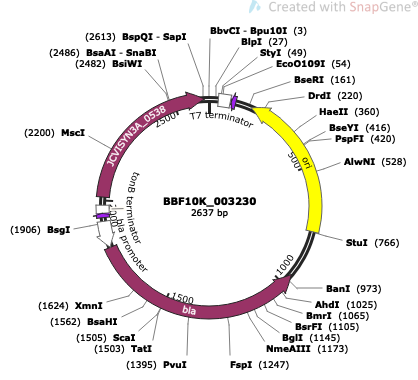 Created with SnapGene®
(2613) BspQI - SapI
BbvCI - Bpu10I (3)
BlpI (27)
StyI (49)
EcoO109I (54)
BseRI (161)
DrdI (220)
HaeII (360)
BseYI (416)
PspFI (420)
AlwNI (528)
StuI (766)
BanI (973)
AhdI (1025)
BmrI (1065)
BsrFI (1105)
BglI (1145)
NmeAIII (1173)
FspI (1247)
(1395) PvuI
(1503) TatI
(1505) ScaI
(1562) BsaHI
(1624) XmnI
(1906) BsgI
(2200) MscI
(2482) BsiWI
(2486) BsaAI - SnaBI
T7 terminator
ori
bla
bla promoter
tonB terminator
JCVISYN3A_0538
500
1000
1500
2500
BBF10K_003230
2637 bp